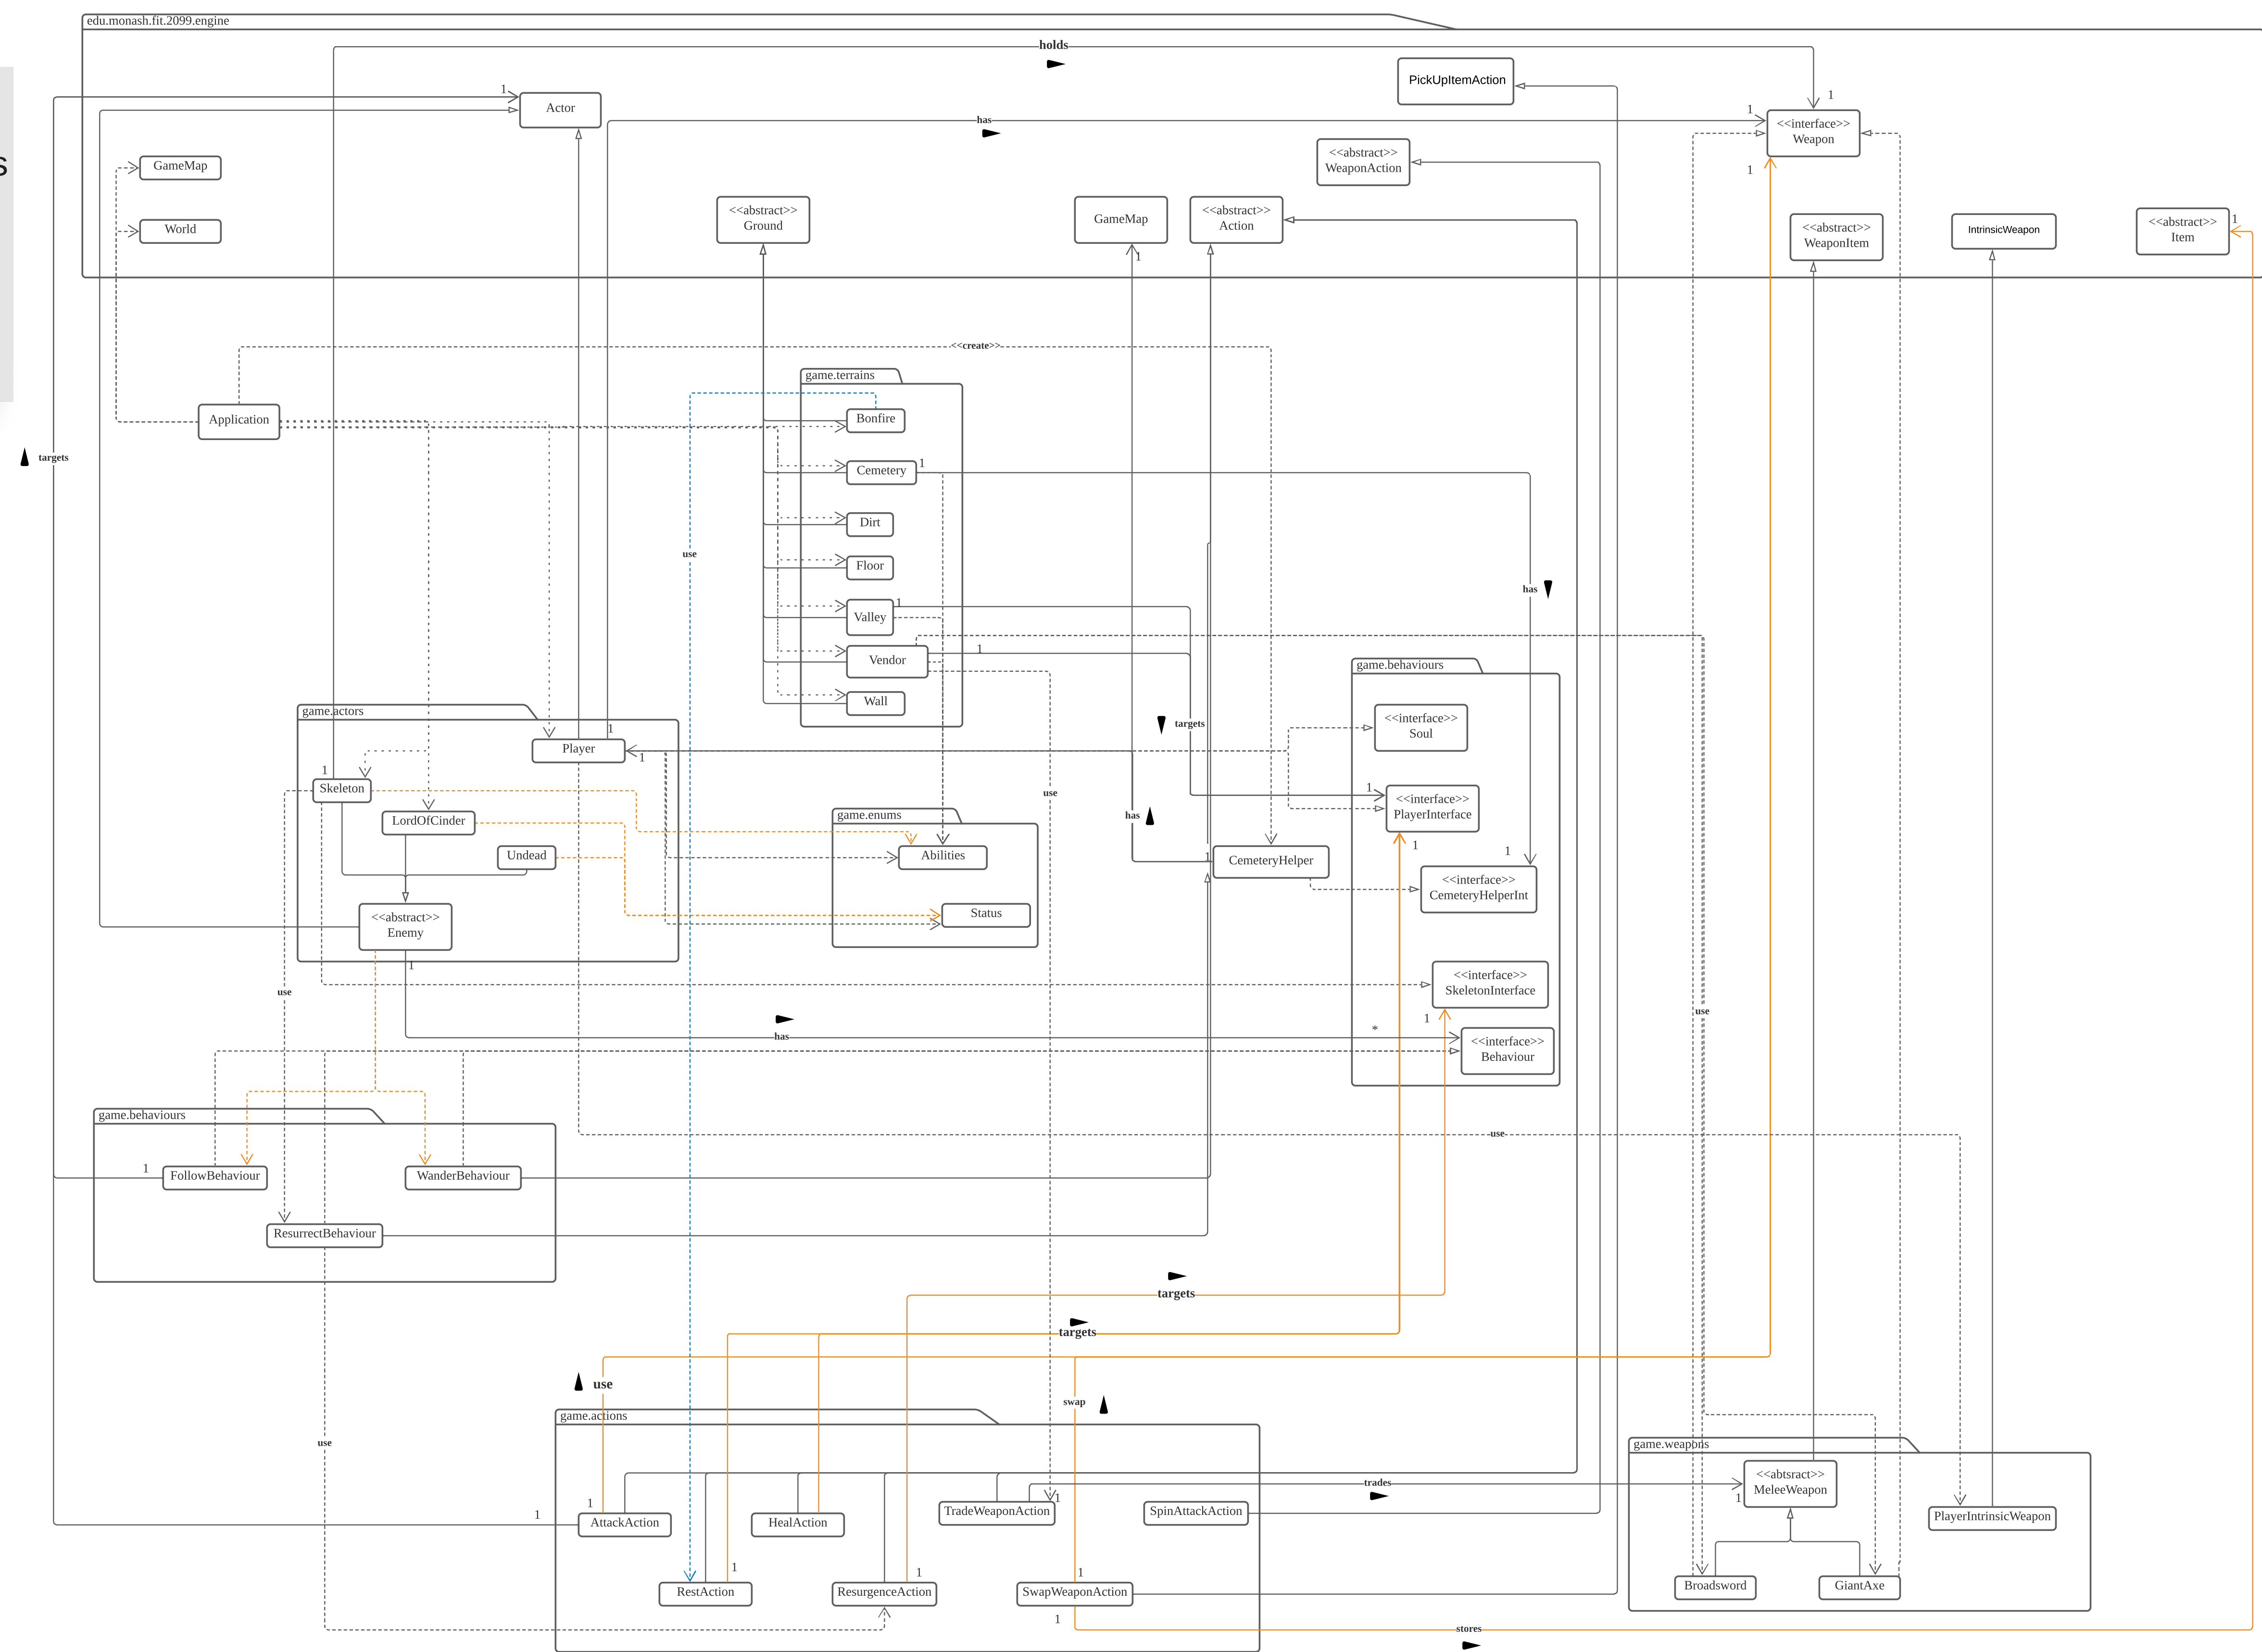 edu.monash.fit.2099.engine
holds
PickUpItemAction
s
1
Actor
1
1
has
<<interface>>
Weapon
GameMap
<<abstract>>
WeaponAction
1
World
<<abstract>>
Ground
GameMap
<<abstract>>
Action
<<abstract>>
WeaponItem
IntrinsicWeapon
<<abstract>>
Item
1
1
<<create>>
game.terrains
Application
Bonfire
targets
Cemetery
1
Dirt
use
Floor
has
1
Valley
1
Vendor
game.behaviours
Wall
game.actors
<<interface>>
Soul
targets
1
Player
1
1
Skeleton
1
<<interface>>
PlayerInterface
use
LordOfCinder
game.enums
has
1
Undead
Abilities
1
CemeteryHelper
1
<<interface>>
CemeteryHelperInt
<<abstract>>
Enemy
Status
1
<<interface>>
SkeletonInterface
use
1
use
has
*
<<interface>>
Behaviour
game.behaviours
use
1
FollowBehaviour
WanderBehaviour
ResurrectBehaviour
targets
targets
use
swap
game.actions
use
game.weapons
trades
<<abtsract>>
MeleeWeapon
1
1
1
1
AttackAction
HealAction
TradeWeaponAction
SpinAttackAction
PlayerIntrinsicWeapon
1
1
1
RestAction
ResurgenceAction
SwapWeaponAction
Broadsword
GiantAxe
1
stores